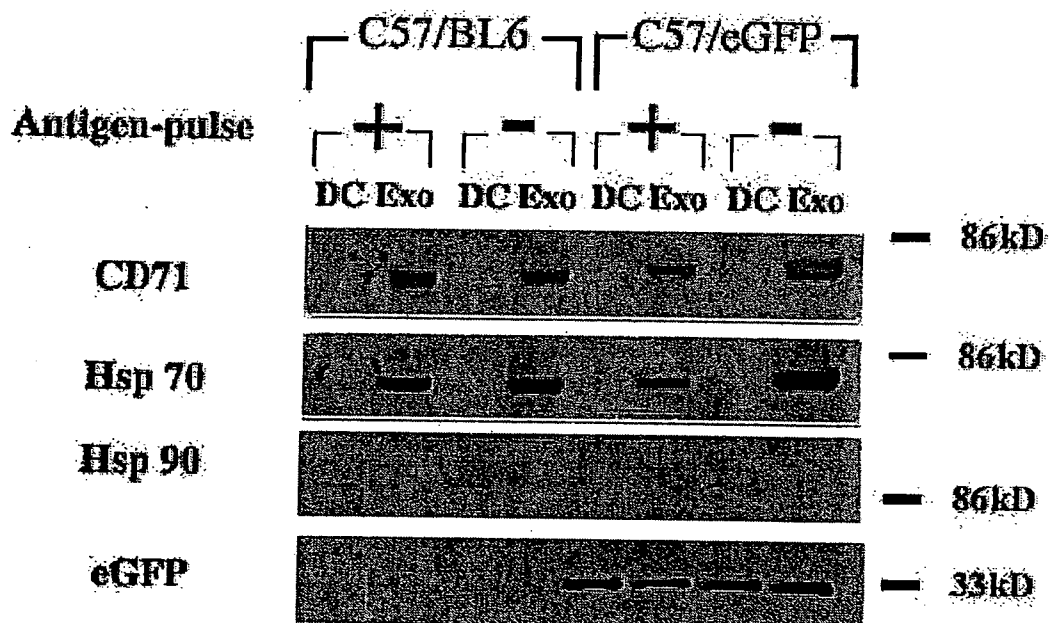 C57/BL6 C57/eGFP
Antigen-pulse + - + -
DC Exo DC Exo DC Exo DC Exo
86kD
CD71
86kD
Hsp 70
Hsp 90
86kD
eGFP 33kD